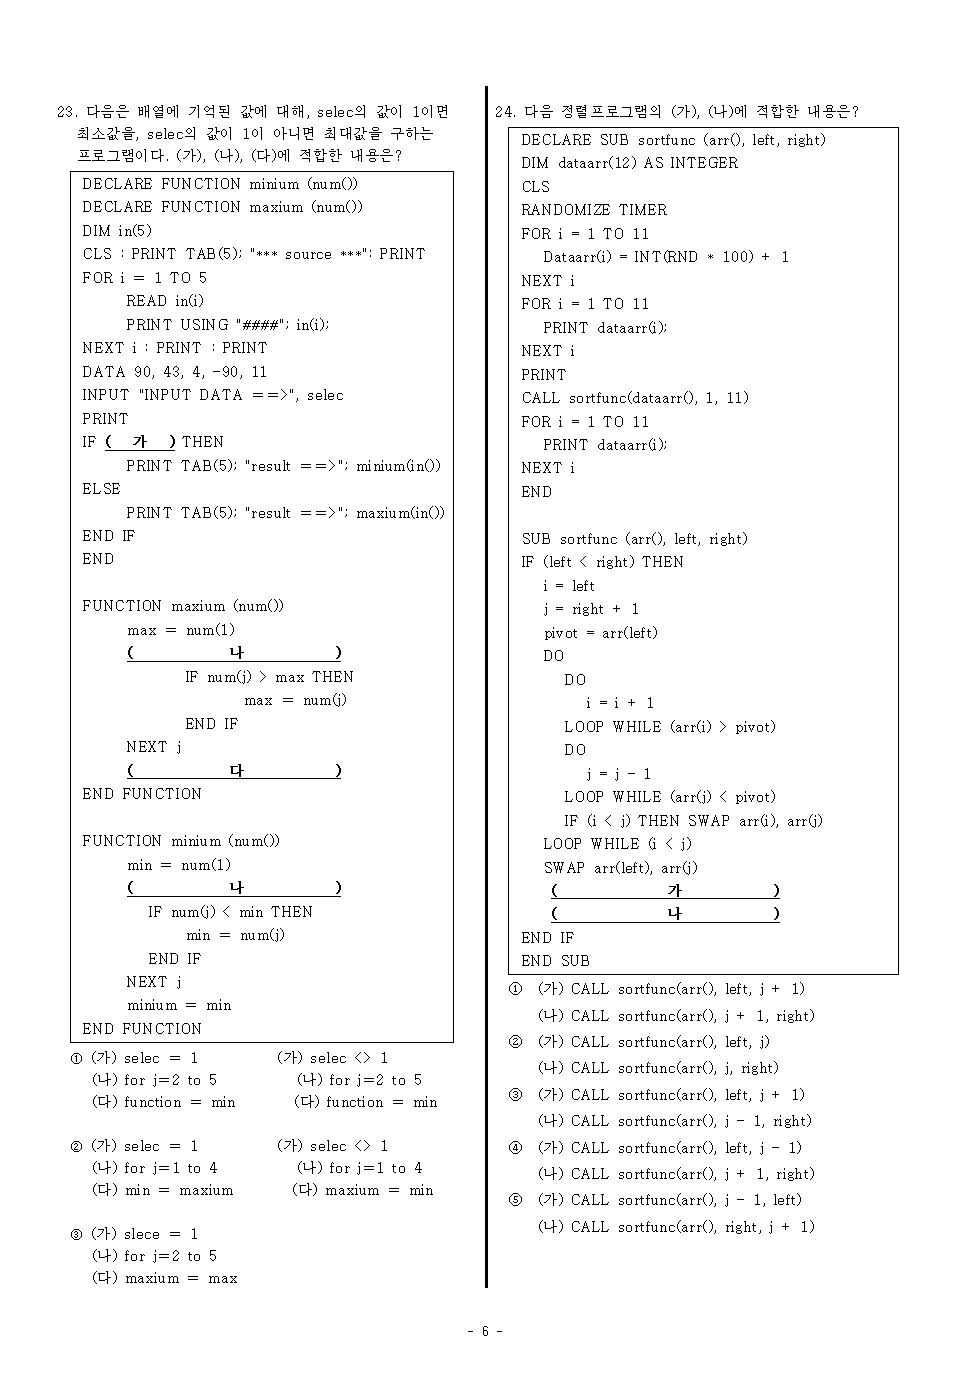 23. 다음은 배열에 기억된 값에 대해, selec의 값이 1이면
최소값을, selec의 값이 1이 아니면 최대값을 구하는
프로그램이다. (가), (나), (다)에 적합한 내용은?
DECLARE FUNCTION minium (num())
DECLARE FUNCTION maxium (num())
DIM in(5)
CLS : PRINT TAB(5); "*** source ***": PRINT
FOR i = 1 TO 5
READ in(i)
PRINT USING "####"; in(i);
NEXT i : PRINT : PRINT
DATA 90, 43, 4, -90, 11
INPUT "INPUT DATA ==>", selec
PRINT
IF ( 가 ) THEN
PRINT TAB(5); "result ==>"; minium(in())
ELSE
PRINT TAB(5); "result ==>"; maxium(in())
END IF
END
FUNCTION maxium (num())
max = num(1)
( 나 )
IF num(j) > max THEN
max = num(j)
END IF
NEXT j
( 다 )
END FUNCTION
FUNCTION minium (num())
min = num(1)
( 나 )
IF num(j) < min THEN
min = num(j)
END IF
NEXT j
minium = min
END FUNCTION
① (가) selec = 1 (가) selec <> 1
(나) for j=2 to 5 (나) for j=2 to 5
(다) function = min (다) function = min
② (가) selec = 1 (가) selec <> 1
(나) for j=1 to 4 (나) for j=1 to 4
(다) min = maxium (다) maxium = min
③ (가) slece = 1
(나) for j=2 to 5
(다) maxium = max
24. 다음 정렬프로그램의 (가), (나)에 적합한 내용은?
DECLARE SUB sortfunc (arr(), left, right)
DIM dataarr(12) AS INTEGER
CLS
RANDOMIZE TIMER
FOR i = 1 TO 11
Dataarr(i) = INT(RND * 100) + 1
NEXT i
FOR i = 1 TO 11
PRINT dataarr(i);
NEXT i
PRINT
CALL sortfunc(dataarr(), 1, 11)
FOR i = 1 TO 11
PRINT dataarr(i);
NEXT i
END
SUB sortfunc (arr(), left, right)
IF (left < right) THEN
i = left
j = right + 1
pivot = arr(left)
DO
DO
i = i + 1
LOOP WHILE (arr(i) > pivot)
DO
j = j - 1
LOOP WHILE (arr(j) < pivot)
IF (i < j) THEN SWAP arr(i), arr(j)
LOOP WHILE (i < j)
SWAP arr(left), arr(j)
( 가 )
( 나 )
END IF
END SUB
① (가) CALL sortfunc(arr(), left, j + 1)
(나) CALL sortfunc(arr(), j + 1, right)
② (가) CALL sortfunc(arr(), left, j)
(나) CALL sortfunc(arr(), j, right)
③ (가) CALL sortfunc(arr(), left, j + 1)
(나) CALL sortfunc(arr(), j - 1, right)
④ (가) CALL sortfunc(arr(), left, j - 1)
(나) CALL sortfunc(arr(), j + 1, right)
⑤ (가) CALL sortfunc(arr(), j - 1, left)
(나) CALL sortfunc(arr(), right, j + 1)
- 6 -